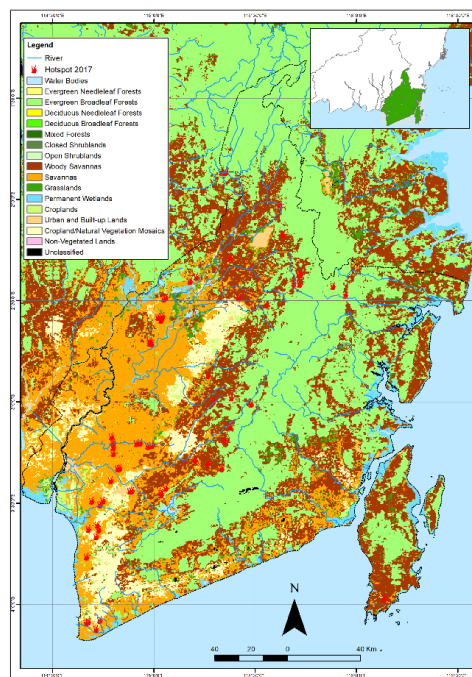 Legend
River
Hotspot 2017
Water Bodies
Evergreen Needleleaf Forests
Evergreen Broadleaf Forests
Deciduous Needleleaf Forests
Deciduous Broadleaf Forests
Mixed Forests
Closed Shrublands
Open Shrublands
Woody Savannas
Savannas
Grasslands
Permanent Wetlands
Croplands
Urban and Built-up Lands
Cropland/Natural Vegetation Mosaics
Non-Vegetated Lands
Unclassified
N
40 20 0 40 Km